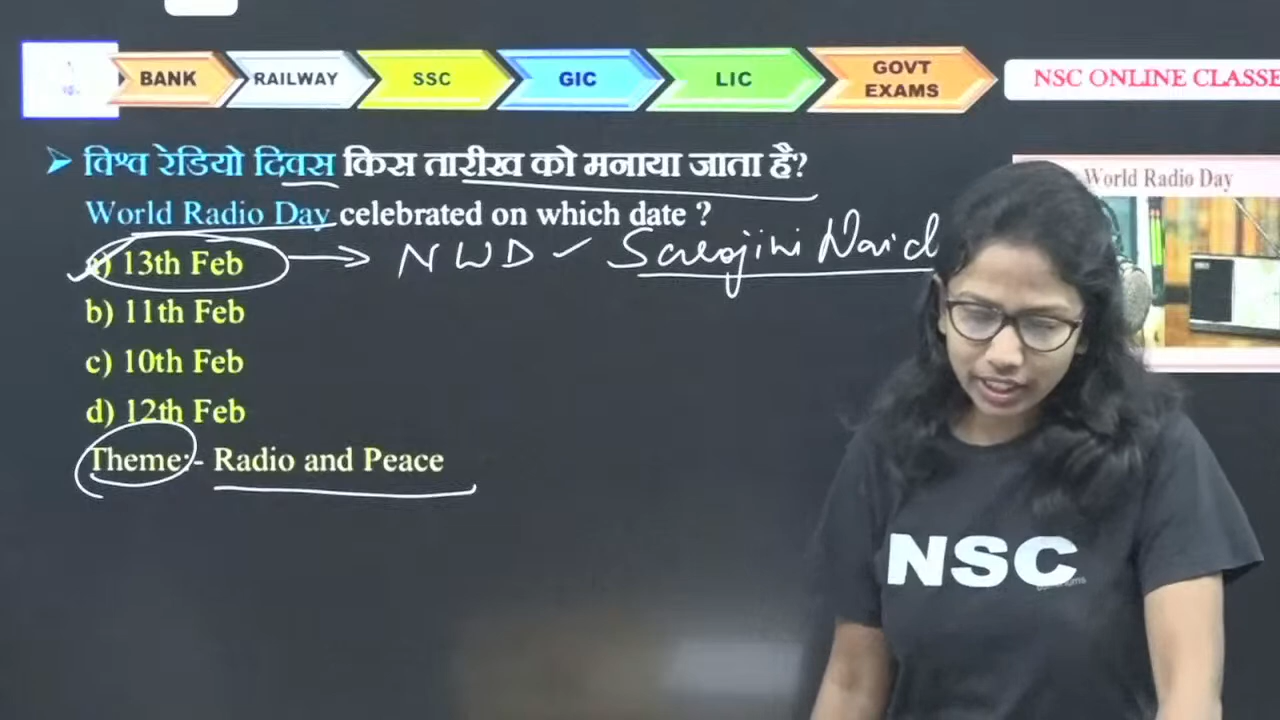 BANK RAILWAY SSC GIC LIC GOVT EXAMS
NSC ONLINE CLASSE
विश्व रेडियो दिवस किस तारीख को मनाया जाता है?
World Radio Day celebrated on which date ?
World Radio Day
a) 13th Feb → NWD - Sarojini Naid
b) 11th Feb
c) 10th Feb
d) 12th Feb
Theme:- Radio and Peace
NSC